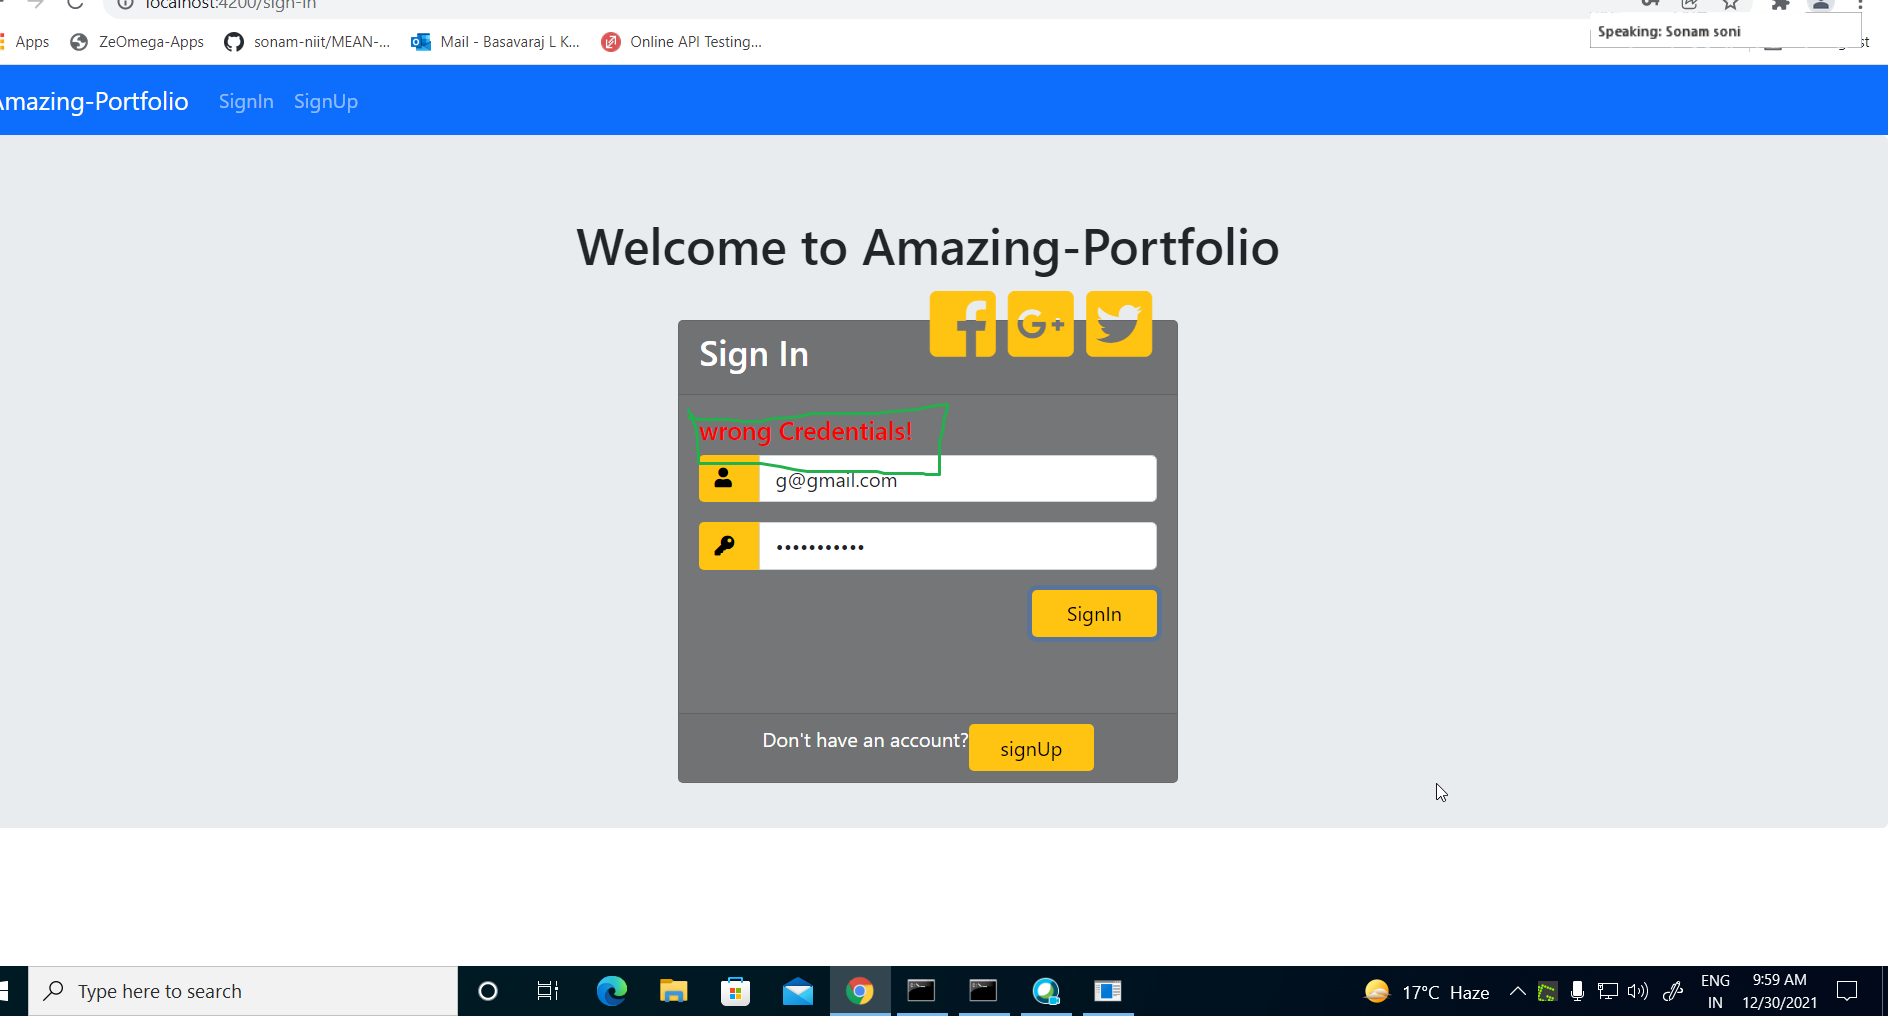 localhost:4200/sign-in
Apps ZeOmega-Apps sonam-niit/MEAN-... Mail - Basavaraj L K... Online API Testing...
Speaking: Sonam soni
Amazing-Portfolio SignIn SignUp
Welcome to Amazing-Portfolio
Sign In
wrong Credentials!
g@gmail.com
SignIn
Don't have an account? signUp
Type here to search
17°C Haze
ENG
IN
9:59 AM
12/30/2021